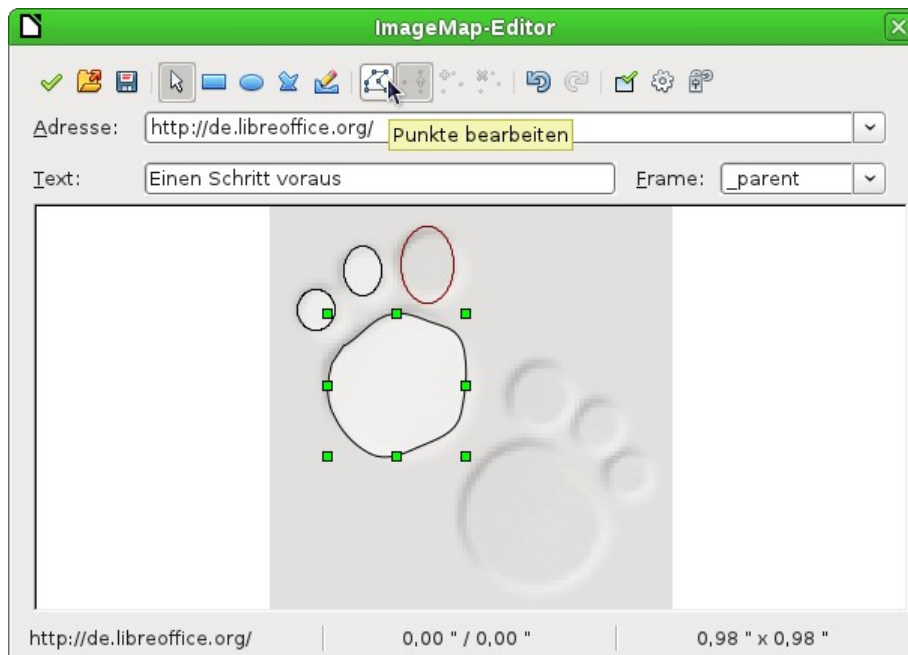 ImageMap-Editor
Adresse: http://de.libreoffice.org/
Punkte bearbeiten
Text: Einen Schritt voraus Frame: _parent
http://de.libreoffice.org/ 0,00 " / 0,00 " 0,98 " x 0,98 "